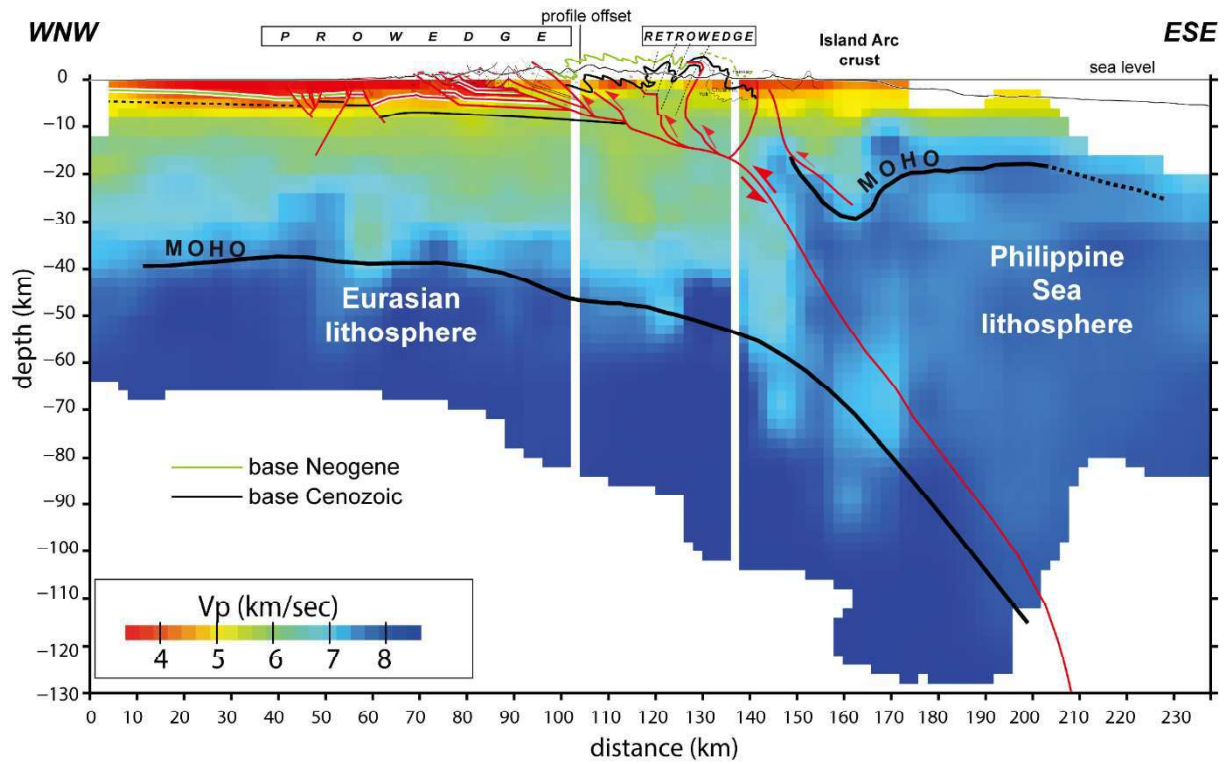 WNW
profile offset
ESE
P R O W E D G E
R E T R O W E D G E
Island Arc
crust
sea level
0
−10
−20
−30
−40
−50
−60
−70
−80
−90
−100
−110
−120
−130
depth (km)
MOHO
MOHO
Eurasian
lithosphere
Philippine
Sea
lithosphere
base Neogene
base Cenozoic
Vp (km/sec)
4 5 6 7 8
0 10 20 30 40 50 60 70 80 90 100 110 120 130 140 150 160 170 180 190 200 210 220 230
distance (km)